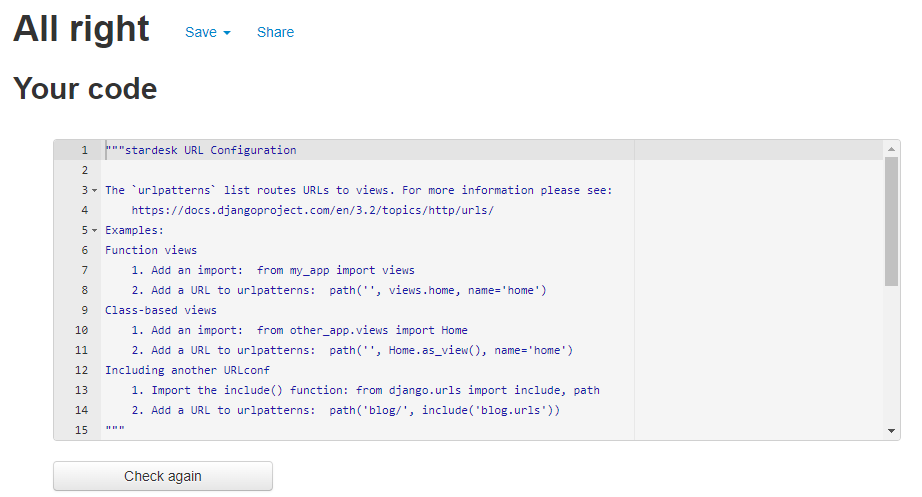 All right Save Share
Your code
1 """stardesk URL Configuration
2
3 The `urlpatterns` list routes URLs to views. For more information please see:
4     https://docs.djangoproject.com/en/3.2/topics/http/urls/
5 Examples:
6 Function views
7     1. Add an import:  from my_app import views
8     2. Add a URL to urlpatterns:  path('', views.home, name='home')
9 Class-based views
10     1. Add an import:  from other_app.views import Home
11     2. Add a URL to urlpatterns:  path('', Home.as_view(), name='home')
12 Including another URLconf
13     1. Import the include() function: from django.urls import include, path
14     2. Add a URL to urlpatterns:  path('blog/', include('blog.urls'))
15 """
Check again